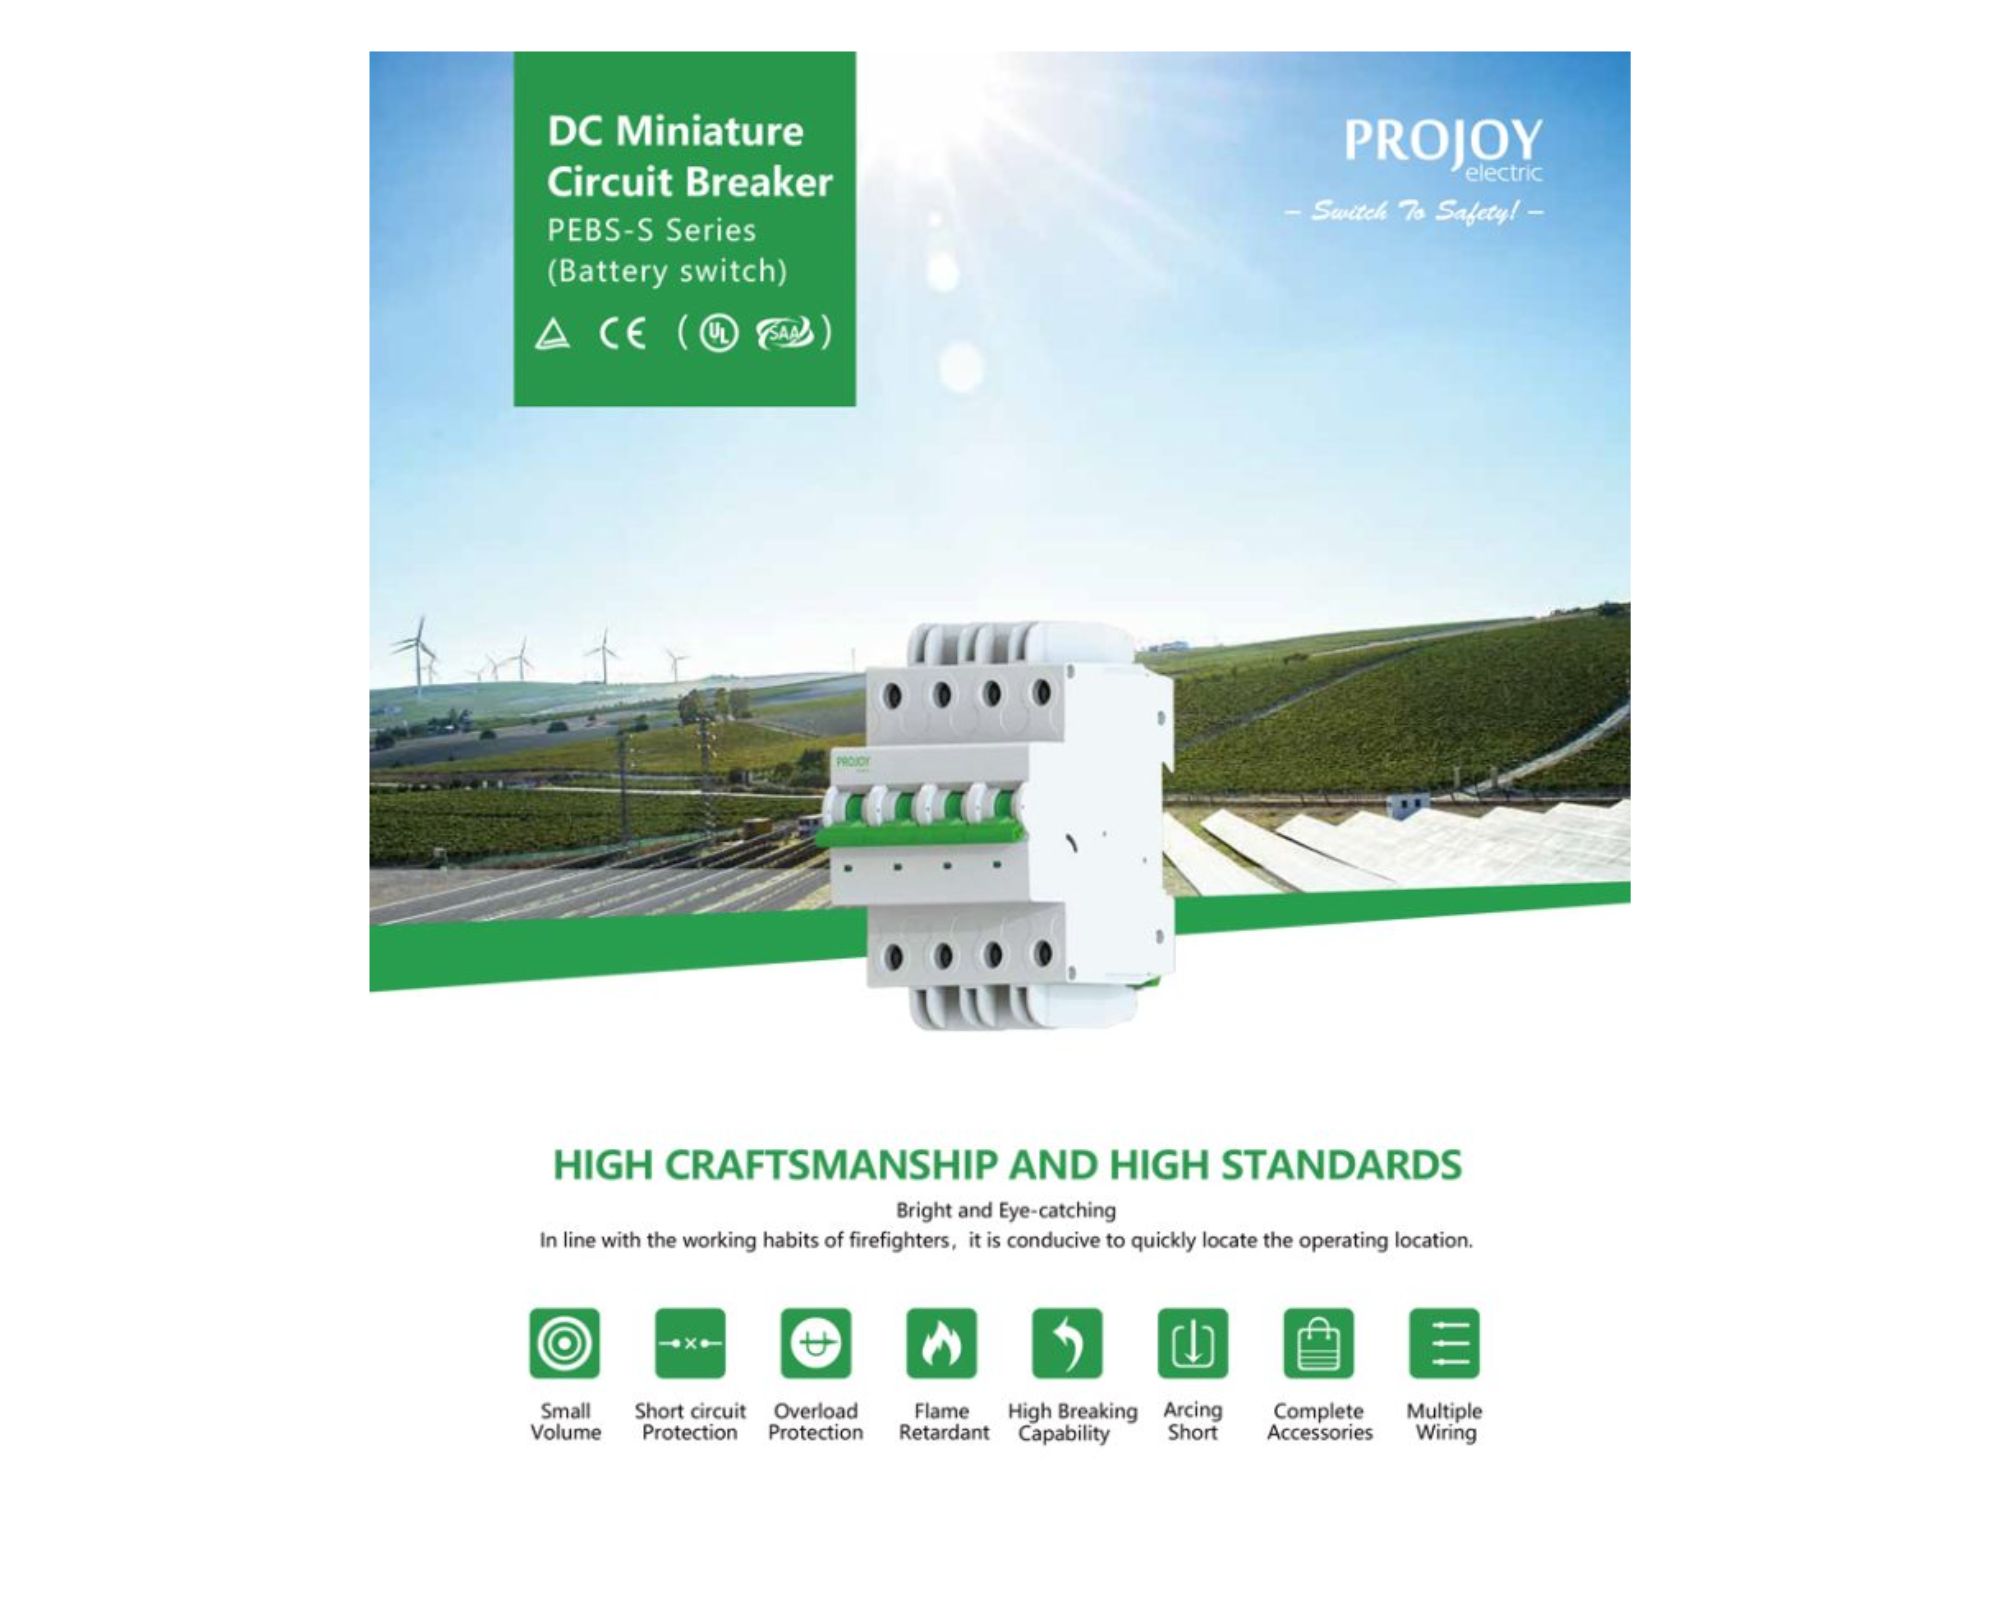 DC Miniature
Circuit Breaker
PEBS-S Series
(Battery switch)
CE ( UL SAA )
PROJOY
electric
– Switch To Safety! –
PROJOY
HIGH CRAFTSMANSHIP AND HIGH STANDARDS
Bright and Eye-catching
In line with the working habits of firefighters, it is conducive to quickly locate the operating location.
Small
Volume
Short circuit
Protection
Overload
Protection
Flame
Retardant
High Breaking
Capability
Arcing
Short
Complete
Accessories
Multiple
Wiring